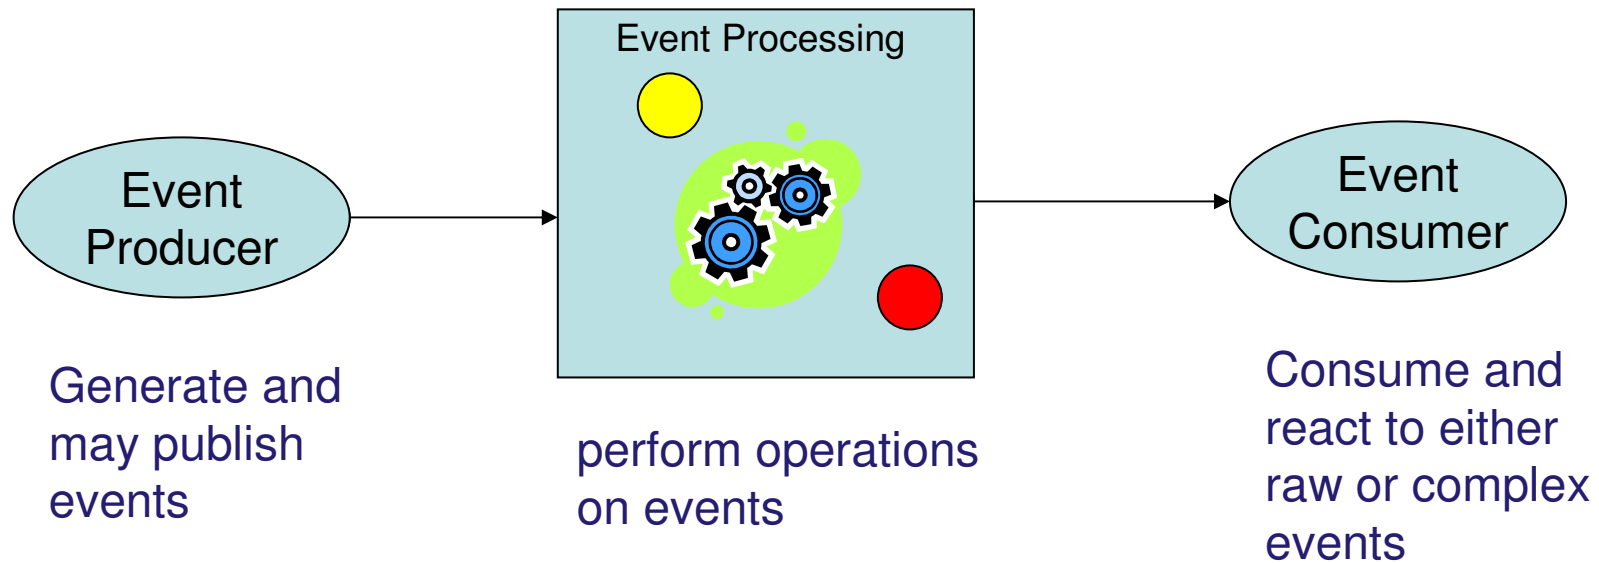 Event Processing
Event
Producer
Event
Consumer
Generate and
may publish
events
perform operations
on events
Consume and
react to either
raw or complex
events